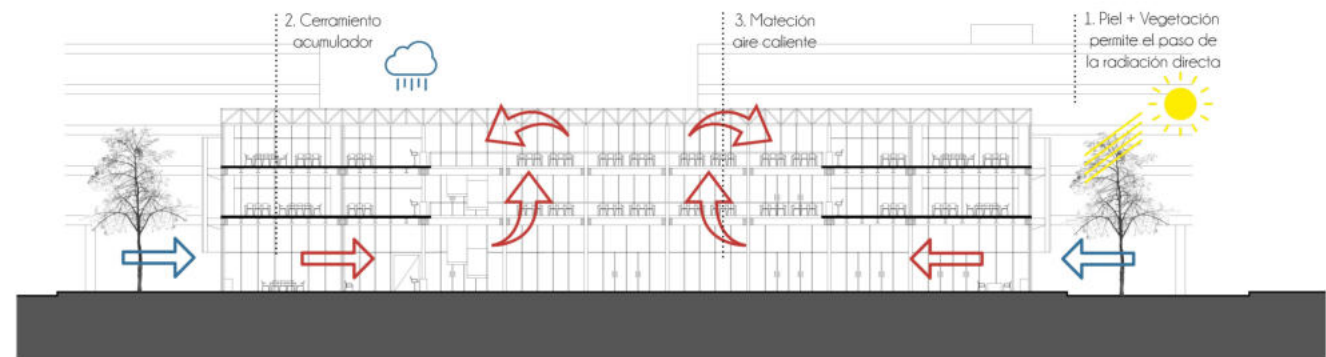 2. Cerramiento
acumulador
3. Mateción
aire caliente
1. Piel + Vegetación
permite el paso de
la radiación directa